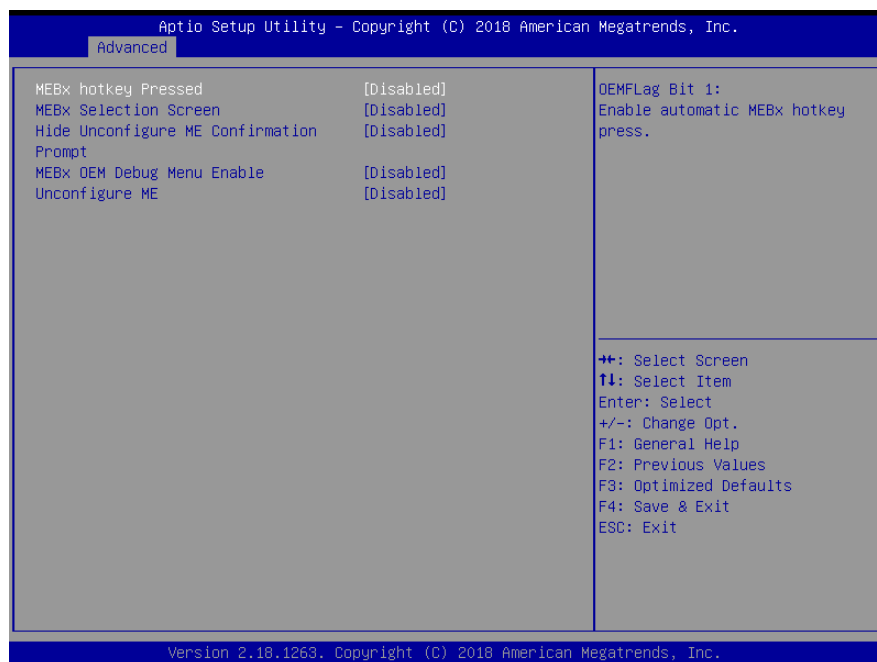 Aptio Setup Utility – Copyright (C) 2018 American Megatrends, Inc.
Advanced
MEBx hotkey Pressed [Disabled]
MEBx Selection Screen [Disabled]
Hide Unconfigure ME Confirmation [Disabled]
Prompt
MEBx OEM Debug Menu Enable [Disabled]
Unconfigure ME [Disabled]
OEMFLag Bit 1:
Enable automatic MEBx hotkey
press.
→←: Select Screen
↑↓: Select Item
Enter: Select
+/-: Change Opt.
F1: General Help
F2: Previous Values
F3: Optimized Defaults
F4: Save & Exit
ESC: Exit
Version 2.18.1263. Copyright (C) 2018 American Megatrends, Inc.